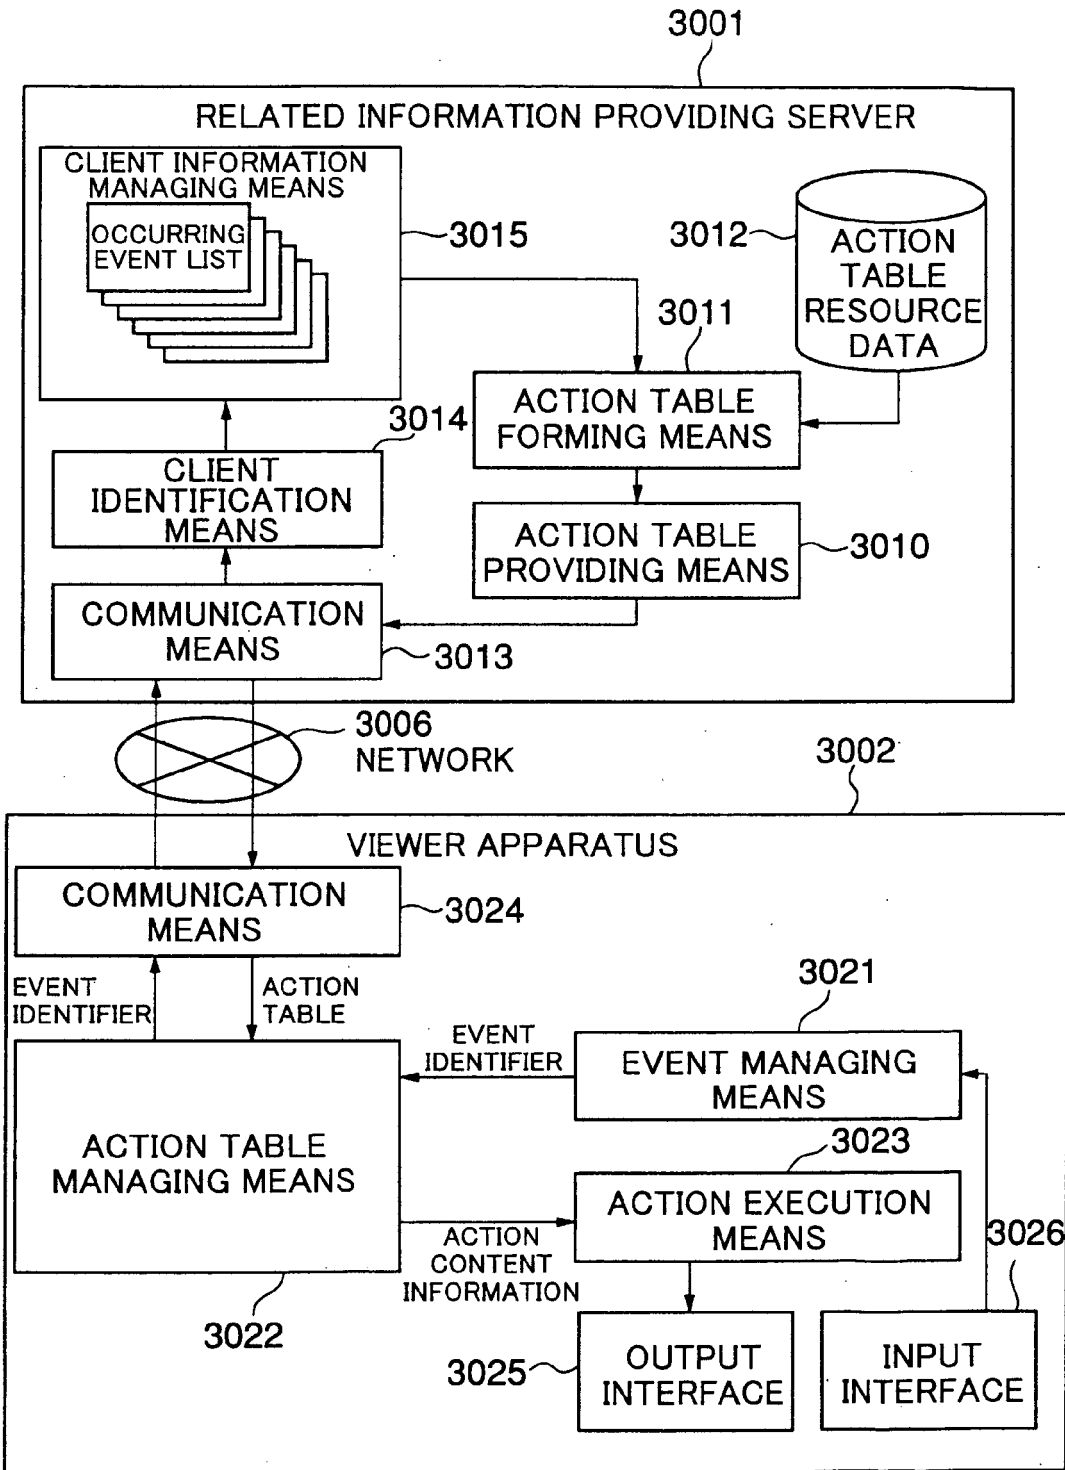 3001
RELATED INFORMATION PROVIDING SERVER
CLIENT INFORMATION
MANAGING MEANS
OCCURRING
EVENT LIST
3015
3012
ACTION
TABLE
RESOURCE
DATA
3011
ACTION TABLE
FORMING MEANS
3014
CLIENT
IDENTIFICATION
MEANS
ACTION TABLE
PROVIDING MEANS
3010
COMMUNICATION
MEANS
3013
3006
NETWORK
3002
VIEWER APPARATUS
COMMUNICATION
MEANS
3024
EVENT
IDENTIFIER
ACTION
TABLE
3021
EVENT
IDENTIFIER
EVENT MANAGING
MEANS
ACTION TABLE
MANAGING MEANS
3023
ACTION EXECUTION
MEANS
ACTION
CONTENT
INFORMATION
3026
3022
3025
OUTPUT
INTERFACE
INPUT
INTERFACE